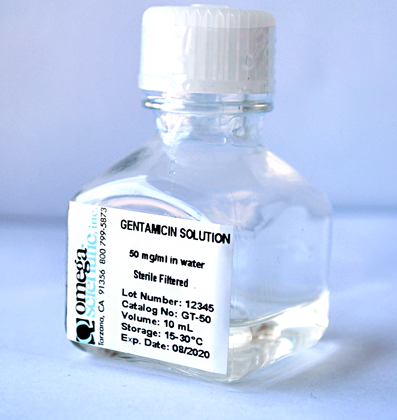 GENTAMICIN SOLUTION
50 mg/ml in water
Sterile Filtered
Lot Number: 12345
Catalog No: GT-50
Volume: 10 mL
Storage: 15-30°C
Exp. Date: 08/2020
omega
scientific, inc.
Tarzana, CA 91356 800 799-5873